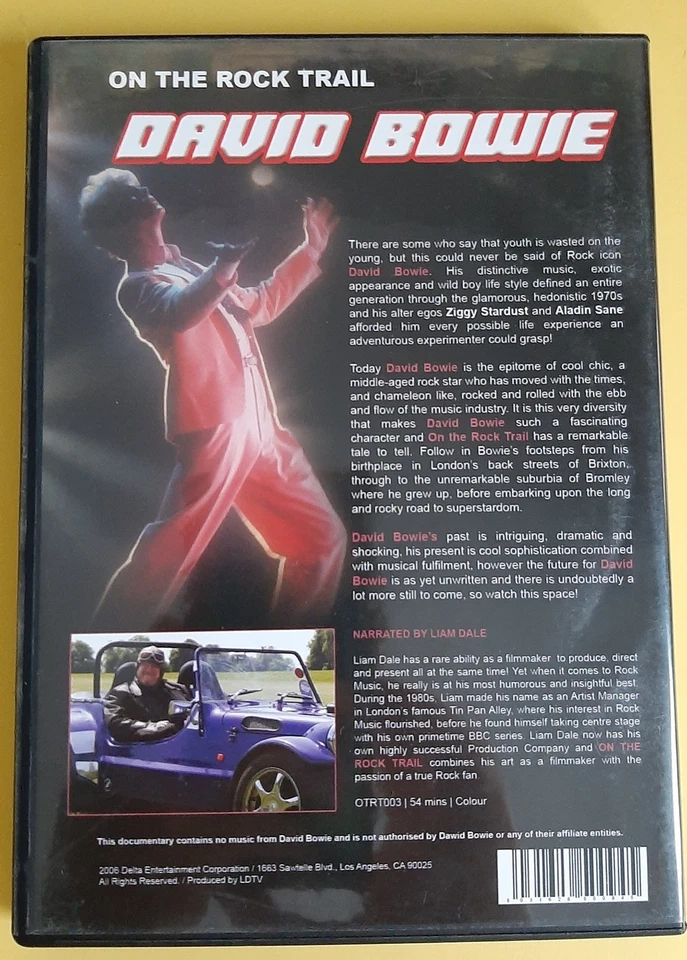 ON THE ROCK TRAIL
DAVID BOWIE
There are some who say that youth is wasted on the
young, but this could never be said of Rock icon
David Bowie. His distinctive music, exotic
appearance and wild boy life style defined an entire
generation through the glamorous, hedonistic 1970s
and his alter egos Ziggy Stardust and Aladin Sane
afforded him every possible life experience an
adventurous experimenter could grasp!
Today David Bowie is the epitome of cool chic, a
middle-aged rock star who has moved with the times,
and chameleon like, rocked and rolled with the ebb
and flow of the music industry. It is this very diversity
that makes David Bowie such a fascinating
character and On the Rock Trail has a remarkable
tale to tell. Follow in Bowie's footsteps from his
birthplace in London's back streets of Brixton,
through to the unremarkable suburbia of Bromley
where he grew up, before embarking upon the long
and rocky road to superstardom.
David Bowie's past is intriguing, dramatic and
shocking, his present is cool sophistication combined
with musical fulfilment, however the future for David
Bowie is as yet unwritten and there is undoubtedly a
lot more still to come, so watch this space!
NARRATED BY LIAM DALE
Liam Dale has a rare ability as a filmmaker to produce, direct
and present all at the same time! Yet when it comes to Rock
Music, he really is at his most humorous and insightful best.
During the 1980s, Liam made his name as an Artist Manager
in London's famous Tin Pan Alley, where his interest in Rock
Music flourished, before he found himself taking centre stage
with his own primetime BBC series. Liam Dale now has his
own highly successful Production Company and ON THE
ROCK TRAIL combines his art as a filmmaker with the
passion of a true Rock fan.
OTRT003 | 54 mins | Colour
This documentary contains no music from David Bowie and is not authorised by Dawid Bowie or any of their affiliate entities.
2006 Delta Entertainment Corporation / 1663 Sawtelle Blvd., Los Angeles, CA 90025
All Rights Reserved. / Produced by LDTV